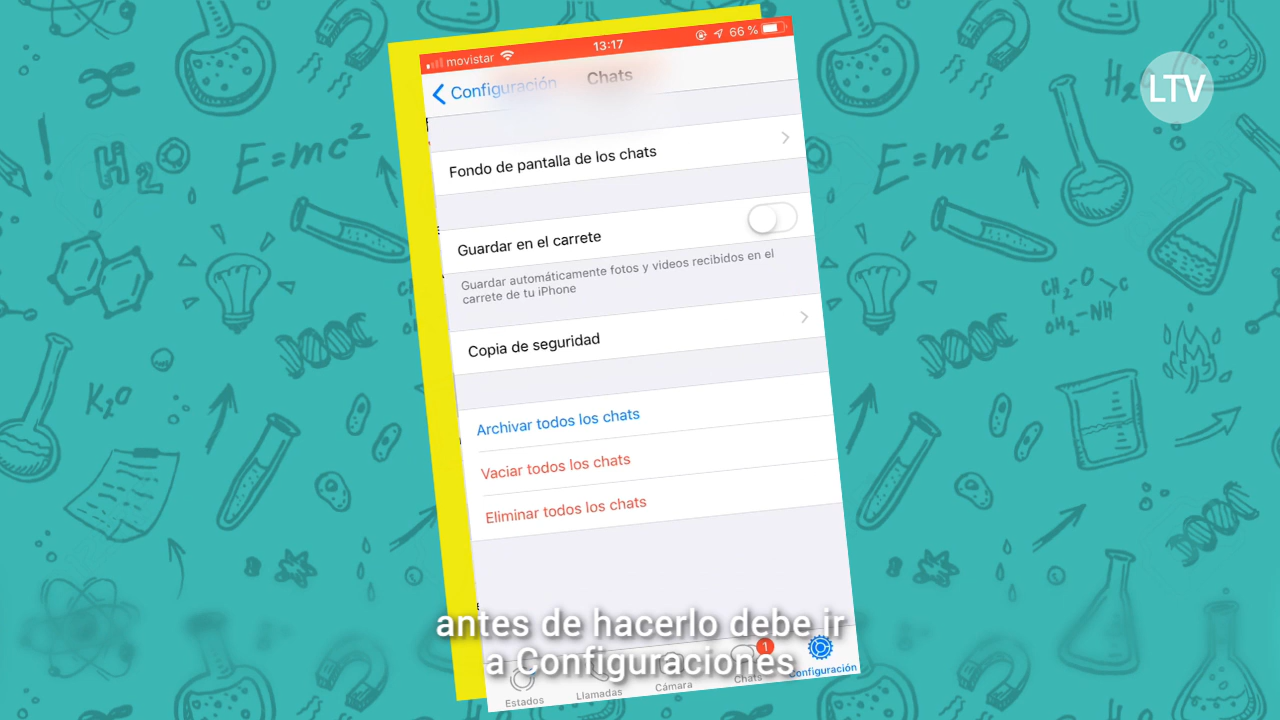 movistar 13:17 66 %
LTV
Configuración Chats
Fondo de pantalla de los chats
Guardar en el carrete
Guardar automáticamente fotos y videos recibidos en el
carrete de tu iPhone
Copia de seguridad
Archivar todos los chats
Vaciar todos los chats
Eliminar todos los chats
antes de hacerlo debe ir
a Configuraciones
1
Estados Llamadas Cámara Chats Configuración
E=mc²
H₂O
E=mc²
K₂O
CH₂-O
OH₂-NH